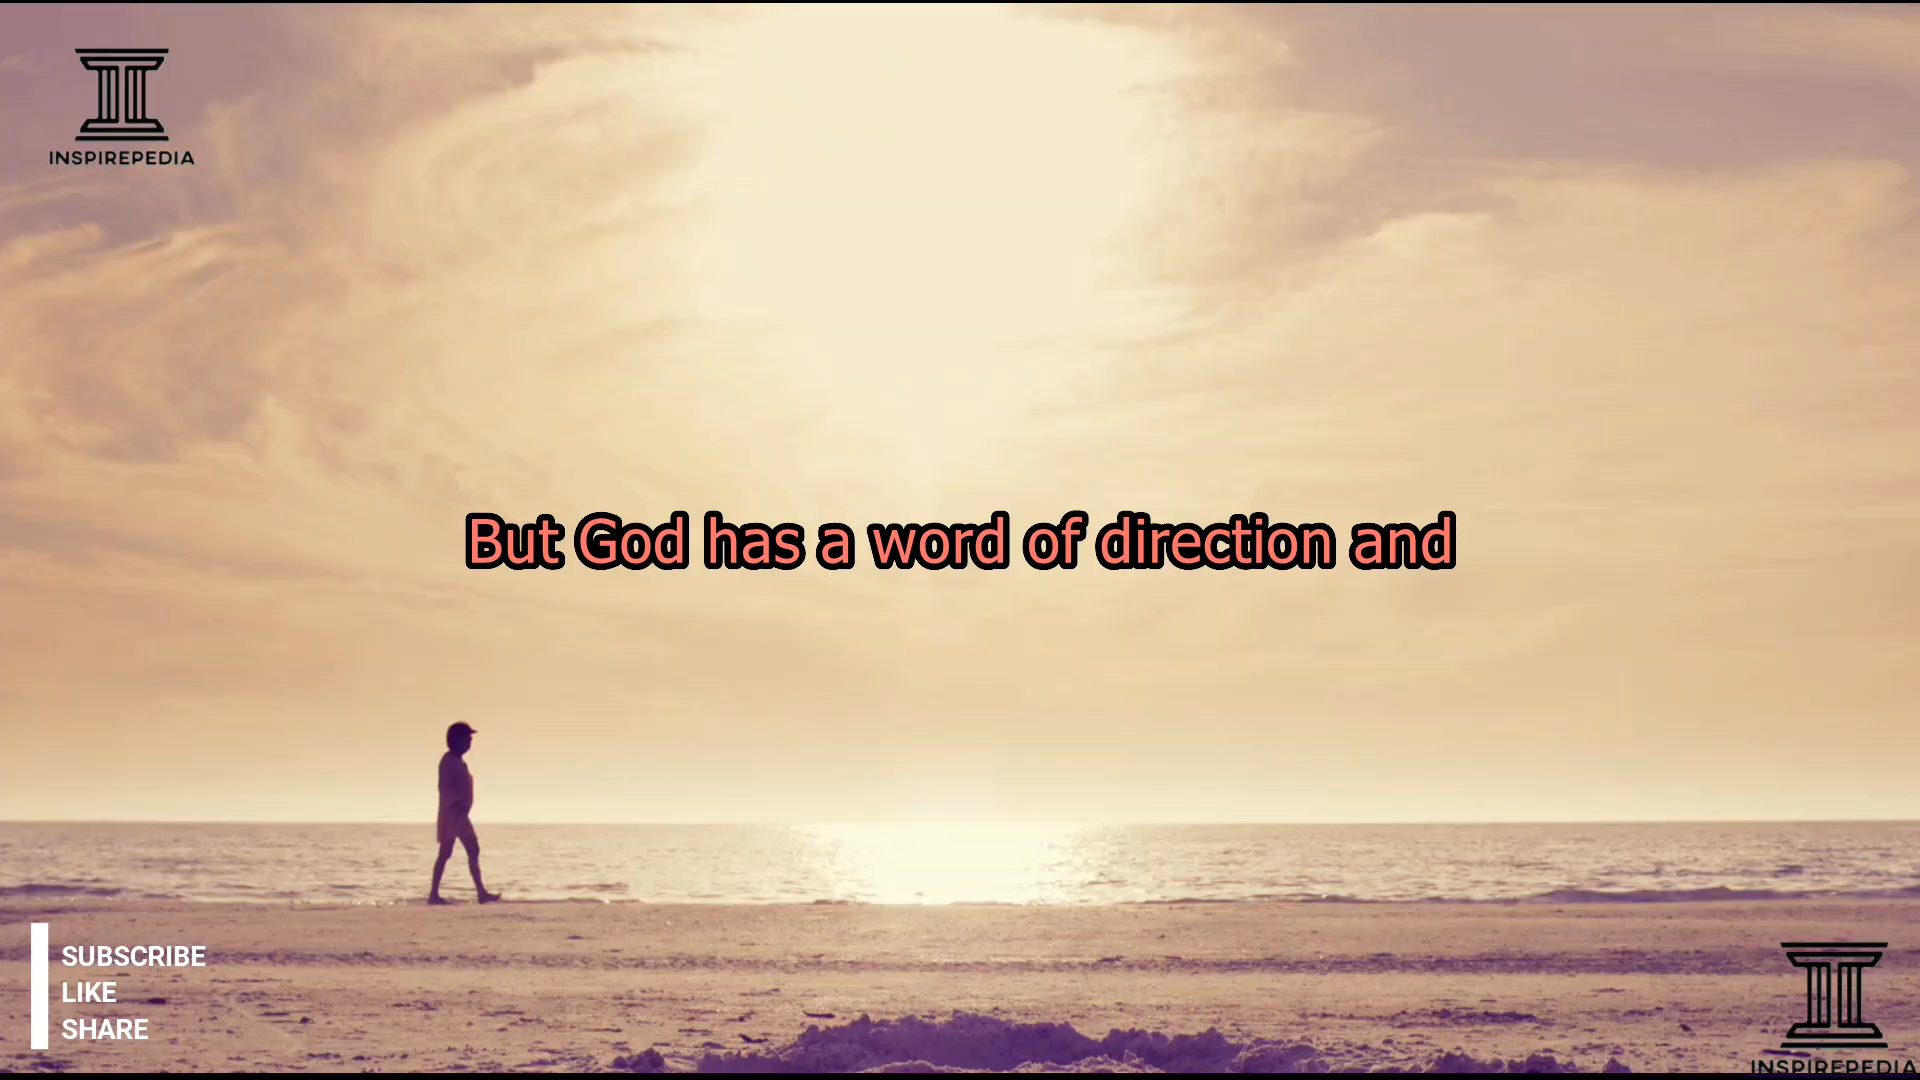 INSPIREPEDIA
But God has a word of direction and
SUBSCRIBE
LIKE
SHARE
INSPIREPEDIA